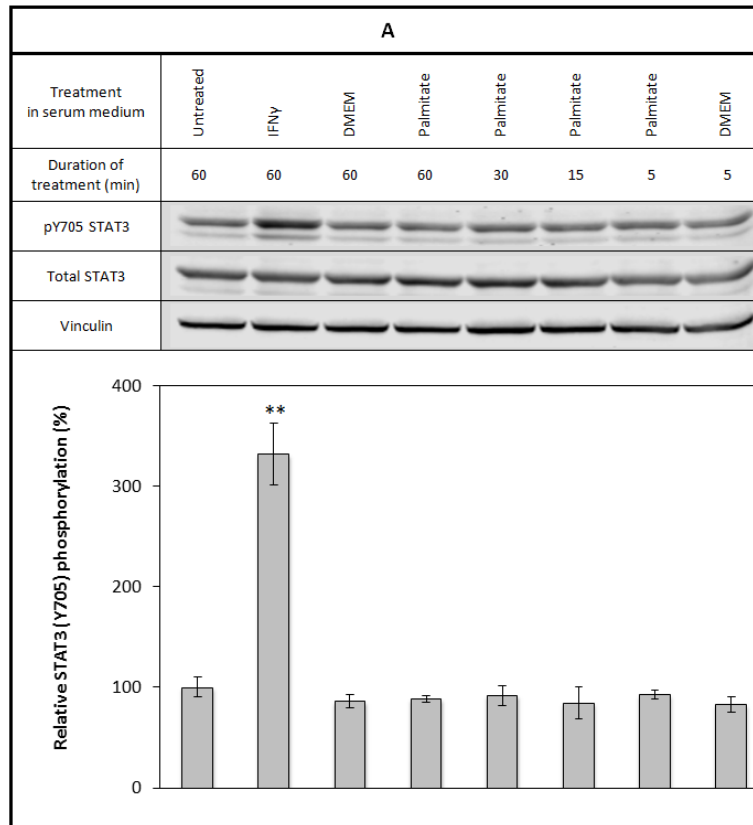 A
Treatment
in serum medium
Untreated
IFNγ
DMEM
Palmitate
Palmitate
Palmitate
Palmitate
DMEM
Duration of
treatment (min)
60
60
60
60
30
15
5
5
pY705 STAT3
Total STAT3
Vinculin
Relative STAT3 (Y705) phosphorylation (%)
400
300
200
100
0
**